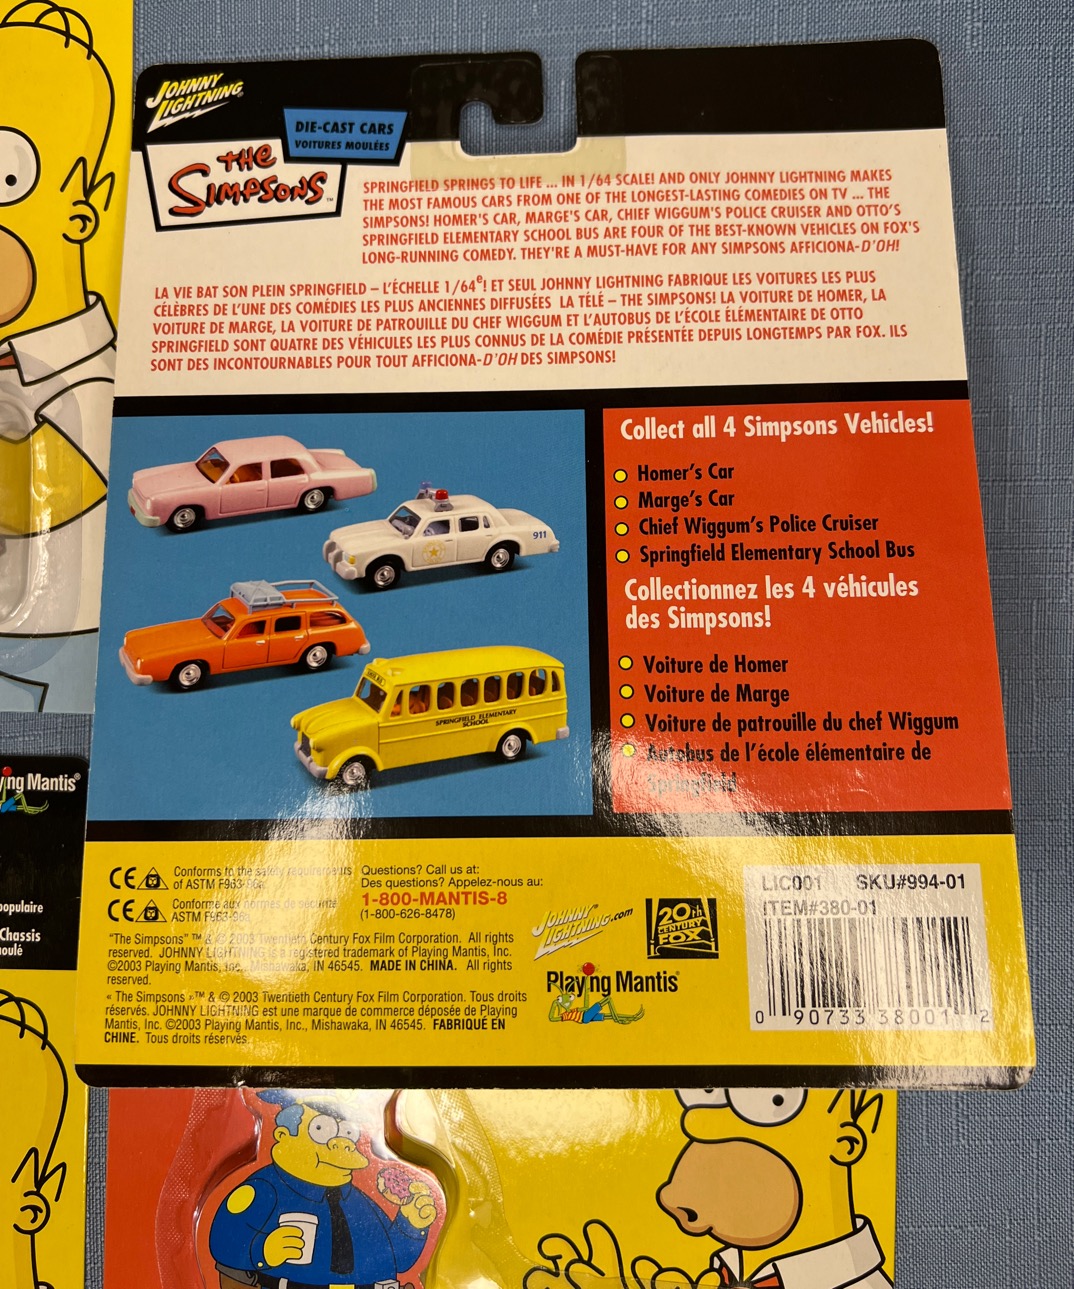 JOHNNY
LIGHTNING
DIE-CAST CARS
VOITURES MOULÉES
THE
SIMPSONS™
SPRINGFIELD SPRINGS TO LIFE ... IN 1/64 SCALE! AND ONLY JOHNNY LIGHTNING MAKES
THE MOST FAMOUS CARS FROM ONE OF THE LONGEST-LASTING COMEDIES ON TV ... THE
SIMPSONS! HOMER'S CAR, MARGE'S CAR, CHIEF WIGGUM'S POLICE CRUISER AND OTTO'S
SPRINGFIELD ELEMENTARY SCHOOL BUS ARE FOUR OF THE BEST-KNOWN VEHICLES ON FOX'S
LONG-RUNNING COMEDY. THEY'RE A MUST-HAVE FOR ANY SIMPSONS AFFICIONA-D'OH!
LA VIE BAT SON PLEIN SPRINGFIELD – L'ÉCHELLE 1/64e! ET SEUL JOHNNY LIGHTNING FABRIQUE LES VOITURES LES PLUS
CÉLÈBRES DE L'UNE DES COMÉDIES LES PLUS ANCIENNES DIFFUSÉES LA TÉLÉ – THE SIMPSONS! LA VOITURE DE HOMER, LA
VOITURE DE MARGE, LA VOITURE DE PATROUILLE DU CHEF WIGGUM ET L'AUTOBUS DE L'ÉCOLE ÉLÉMENTAIRE DE OTTO
SPRINGFIELD SONT QUATRE DES VÉHICULES LES PLUS CONNUS DE LA COMÉDIE PRÉSENTÉE DEPUIS LONGTEMPS PAR FOX. ILS
SONT DES INCONTOURNABLES POUR TOUT AFFICIONA-D'OH DES SIMPSONS!
911
SPRINGFIELD ELEMENTARY
SCHOOL
Collect all 4 Simpsons Vehicles!
Homer's Car
Marge's Car
Chief Wiggum's Police Cruiser
Springfield Elementary School Bus
Collectionnez les 4 véhicules
des Simpsons!
Voiture de Homer
Voiture de Marge
Voiture de patrouille du chef Wiggum
Autobus de l'école élémentaire de
Springfield
ying Mantis®
opulaire
Chassis
oulé
CE Conforms to the safety requirements
of ASTM F963-96a
CE Conforme aux normes de sécurité
ASTM F963-96a
Questions? Call us at:
Des questions? Appelez-nous au:
1-800-MANTIS-8
(1-800-626-8478)
"The Simpsons" ™ & © 2003 Twentieth Century Fox Film Corporation. All rights
reserved. JOHNNY LIGHTNING is a registered trademark of Playing Mantis, Inc.
©2003 Playing Mantis, Inc., Mishawaka, IN 46545. MADE IN CHINA. All rights
reserved.
« The Simpsons »™ & © 2003 Twentieth Century Fox Film Corporation. Tous droits
réservés. JOHNNY LIGHTNING est une marque de commerce déposée de Playing
Mantis, Inc. ©2003 Playing Mantis, Inc., Mishawaka, IN 46545. FABRIQUÉ EN
CHINE. Tous droits réservés.
JOHNNY®
LIGHTNING.com
20th
CENTURY
FOX
Playing Mantis®
LIC001 SKU#994-01
ITEM#380-01
0 90733 38001 2